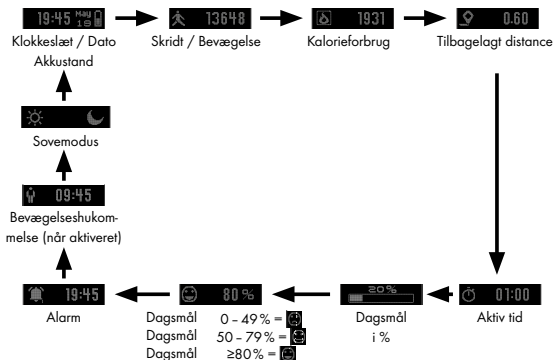 19:45 May 19
13648
1931
0.60
Klokkeslæt / Dato
Akkustand
Skridt / Bevægelse
Kalorieforbrug
Tilbagelagt distance
Sovemodus
09:45
Bevægelseshukom-
melse (når aktiveret)
19:45
80 %
20%
01:00
Alarm
Dagsmål 0 – 49 % =
Dagsmål 50 – 79 % =
Dagsmål ≥80 % =
Dagsmål
i %
Aktiv tid